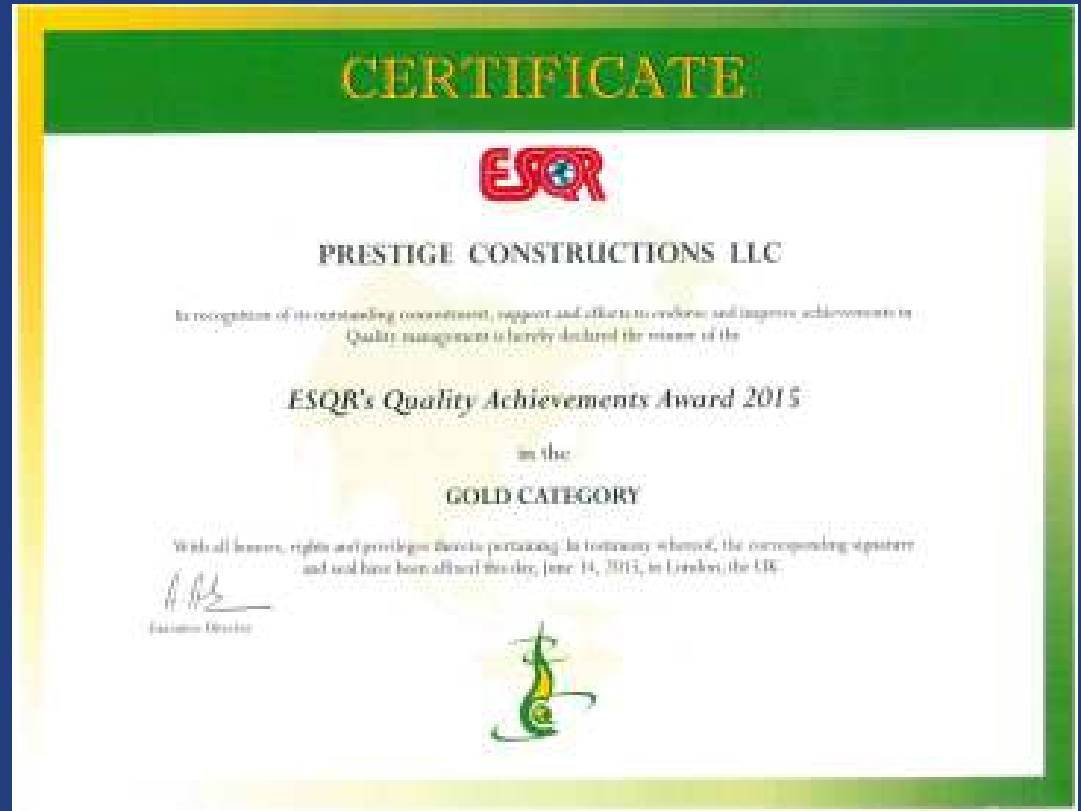 CERTIFICATE
ESQR
PRESTIGE CONSTRUCTIONS LLC
In recognition of its outstanding commitment, support and efforts to endorse and improve achievements in
Quality management is hereby declared the winner of the
ESQR's Quality Achievements Award 2015
in the
GOLD CATEGORY
With all honors, rights and privileges thereto pertaining. In testimony whereof, the corresponding signature
and seal have been affixed this day, June 14, 2015, in London, the UK
Executive Director